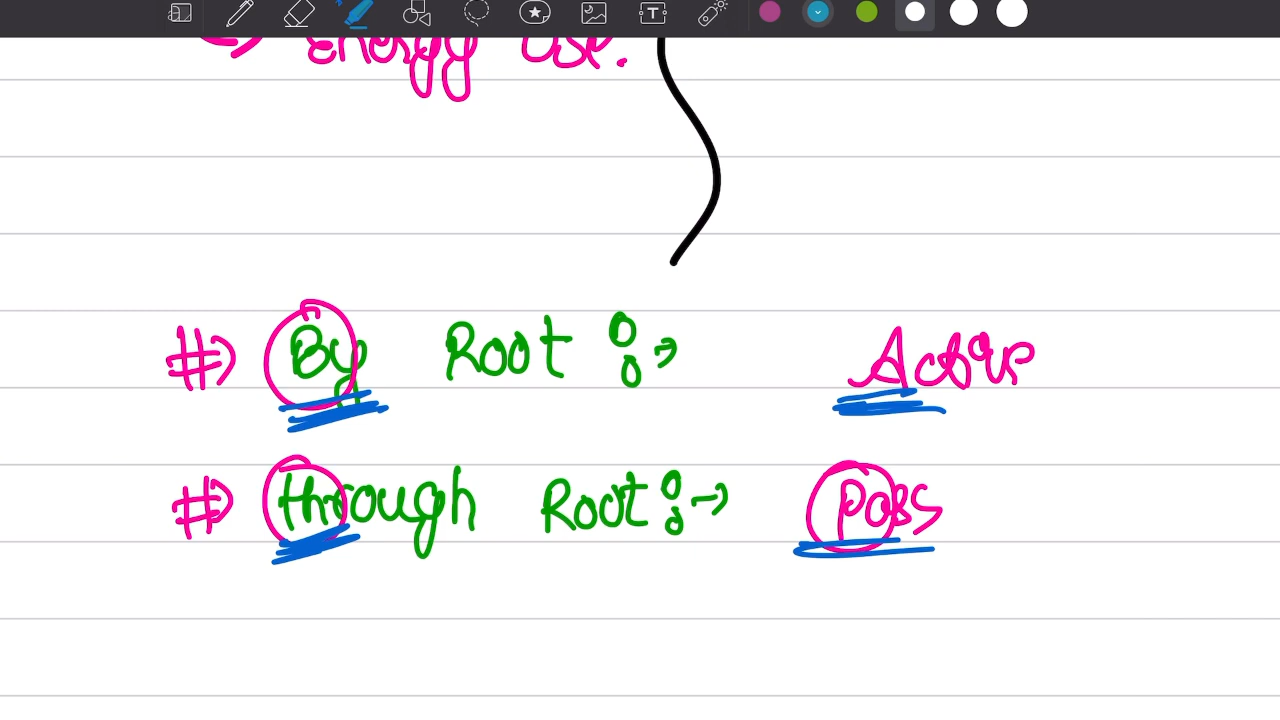 Energy use.
#⇒ By Root :→ Active
#⇒ through Root :→ Pass